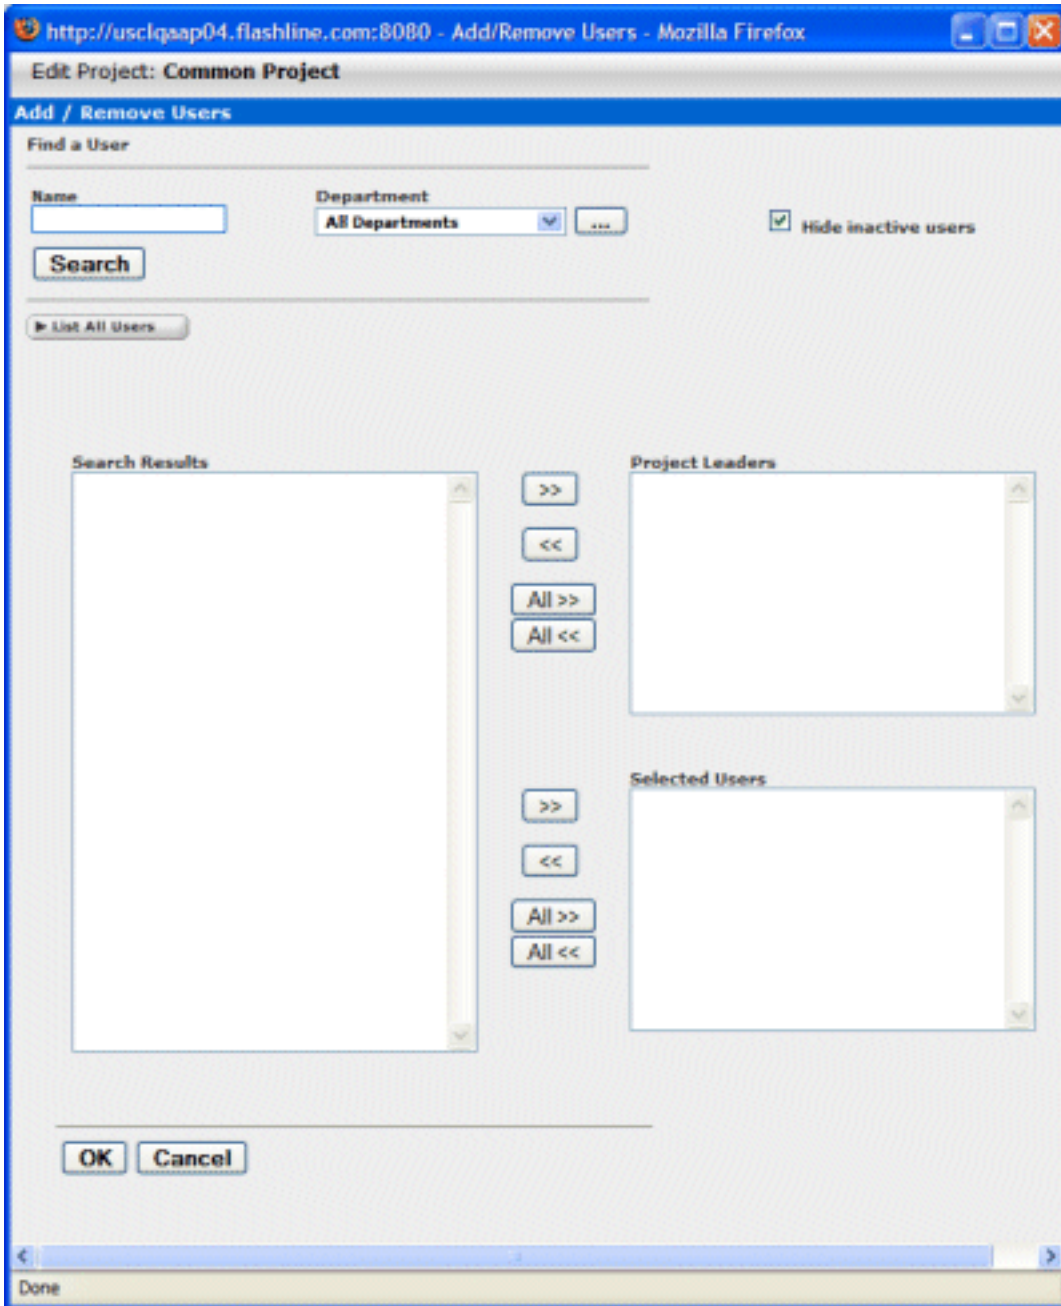 http://usclqaap04.flashline.com:8080 - Add/Remove Users - Mozilla Firefox
Edit Project: Common Project
Add / Remove Users
Find a User
Name
Department
All Departments
...
Hide inactive users
Search
List All Users
Search Results
Project Leaders
>>
<<
All >>
All <<
Selected Users
>>
<<
All >>
All <<
OK Cancel
Done